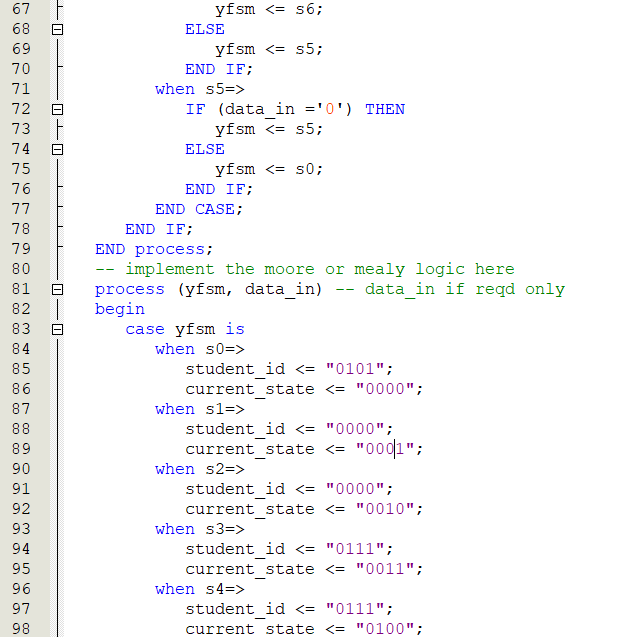 67 yfsm <= s6;
68 ELSE
69 yfsm <= s5;
70 END IF;
71 when s5=>
72 IF (data_in ='0') THEN
73 yfsm <= s5;
74 ELSE
75 yfsm <= s0;
76 END IF;
77 END CASE;
78 END IF;
79 END process;
80 -- implement the moore or mealy logic here
81 process (yfsm, data_in) -- data_in if reqd only
82 begin
83 case yfsm is
84 when s0=>
85 student_id <= "0101";
86 current_state <= "0000";
87 when s1=>
88 student_id <= "0000";
89 current_state <= "0001";
90 when s2=>
91 student_id <= "0000";
92 current_state <= "0010";
93 when s3=>
94 student_id <= "0111";
95 current_state <= "0011";
96 when s4=>
97 student_id <= "0111";
98 current_state <= "0100";